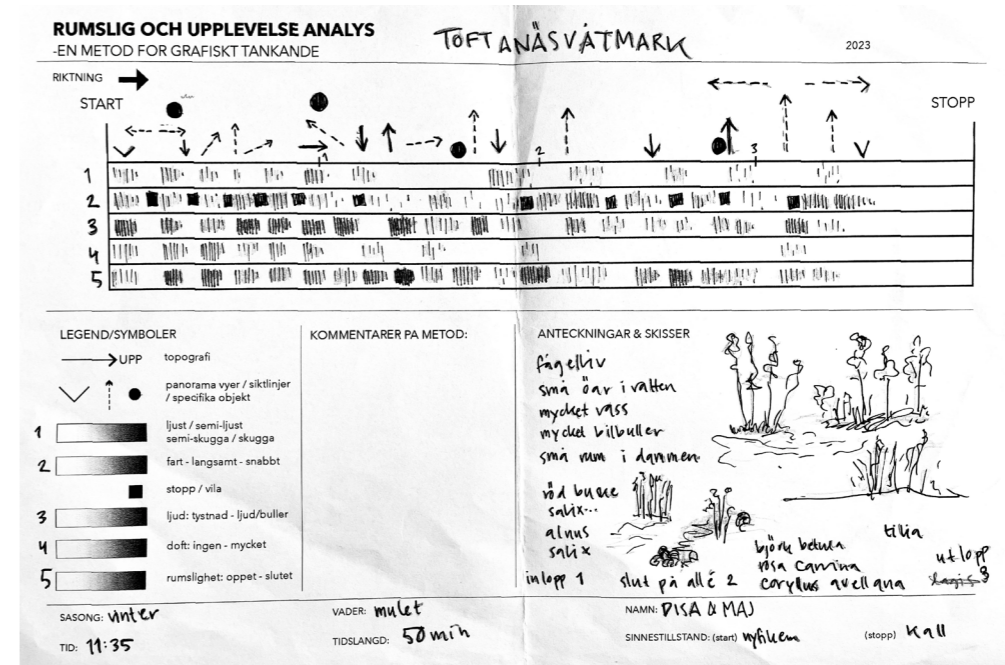 RUMSLIG OCH UPPLEVELSE ANALYS
-EN METOD FOR GRAFISKT TANKANDE
TOFTANÄSVÅTMARK
2023
RIKTNING
START
STOPP
1
2
3
1
2
3
4
5
LEGEND/SYMBOLER
UPP topografi
panorama vyer / siktlinjer
/ specifika objekt
1 ljust / semi-ljust
semi-skugga / skugga
2 fart - langsamt - snabbt
stopp / vila
3 ljud: tystnad - ljud/buller
4 doft: ingen - mycket
5 rumslighet: oppet - slutet
KOMMENTARER PA METOD:
ANTECKNINGAR & SKISSER
fågelliv
små öar i vatten
mycket vass
mycket bilbuller
små rum i dammen
röd buske
salix...
alnus
salix
inlopp 1
slut på allé 2
björk betula
rosa canina
coryllus avellana
tilia
utlopp
3
SASONG: vinter
TID: 11:35
VADER: mulet
TIDSLANGD: 50 min
NAMN: DISA & MAJ
SINNESTILLSTAND: (start) nyfiken (stopp) Kall